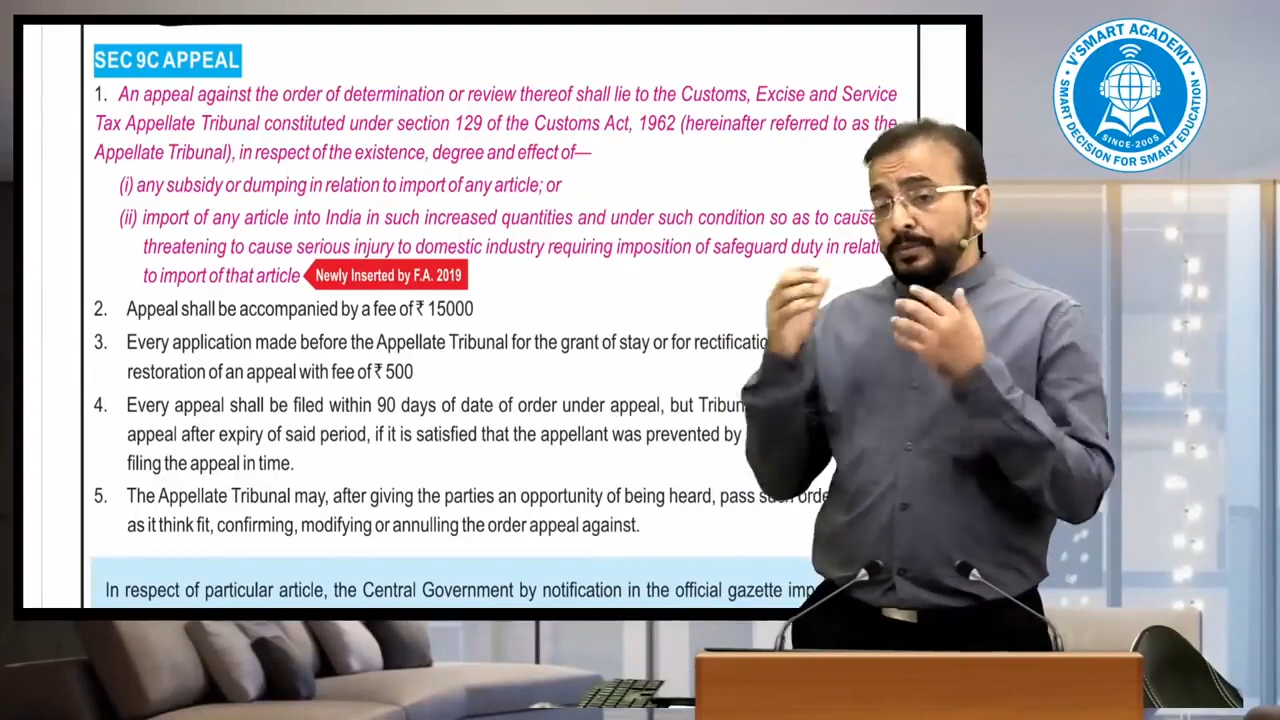 SEC 9C APPEAL
1. An appeal against the order of determination or review thereof shall lie to the Customs, Excise and Service
Tax Appellate Tribunal constituted under section 129 of the Customs Act, 1962 (hereinafter referred to as the
Appellate Tribunal), in respect of the existence, degree and effect of—
(i) any subsidy or dumping in relation to import of any article; or
(ii) import of any article into India in such increased quantities and under such condition so as to cause
threatening to cause serious injury to domestic industry requiring imposition of safeguard duty in
to import of that article Newly Inserted by F.A. 2019
2. Appeal shall be accompanied by a fee of ₹ 15000
3. Every application made before the Appellate Tribunal for the grant of stay or for
restoration of an appeal with fee of ₹ 500
4. Every appeal shall be filed within 90 days of date of order under appeal, but
appeal after expiry of said period, if it is satisfied that the appellant was prevented by
filing the appeal in time.
5. The Appellate Tribunal may, after giving the parties an opportunity of being heard, pass
as it think fit, confirming, modifying or annulling the order appeal against.
In respect of particular article, the Central Government by notification in the official gazette
V'SMART ACADEMY
SINCE-2005
SMART DECISION FOR SMART EDUCATION